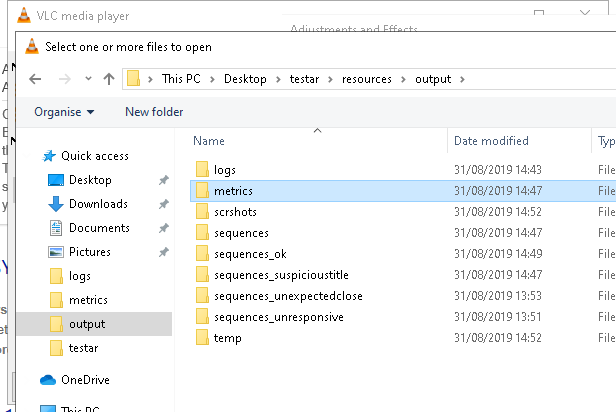 VLC media player
Adjustments and Effects
Select one or more files to open
This PC > Desktop > testar > resources > output >
Organise New folder
Name Date modified Typ
Quick access
Desktop
Downloads
Documents
Pictures
logs
metrics
output
testar
OneDrive
This PC
logs 31/08/2019 14:43 File
metrics 31/08/2019 14:47 File
scrshots 31/08/2019 14:52 File
sequences 31/08/2019 14:47 File
sequences_ok 31/08/2019 14:49 File
sequences_suspicioustitle 31/08/2019 14:47 File
sequences_unexpectedclose 31/08/2019 13:53 File
sequences_unresponsive 31/08/2019 13:51 File
temp 31/08/2019 14:52 File